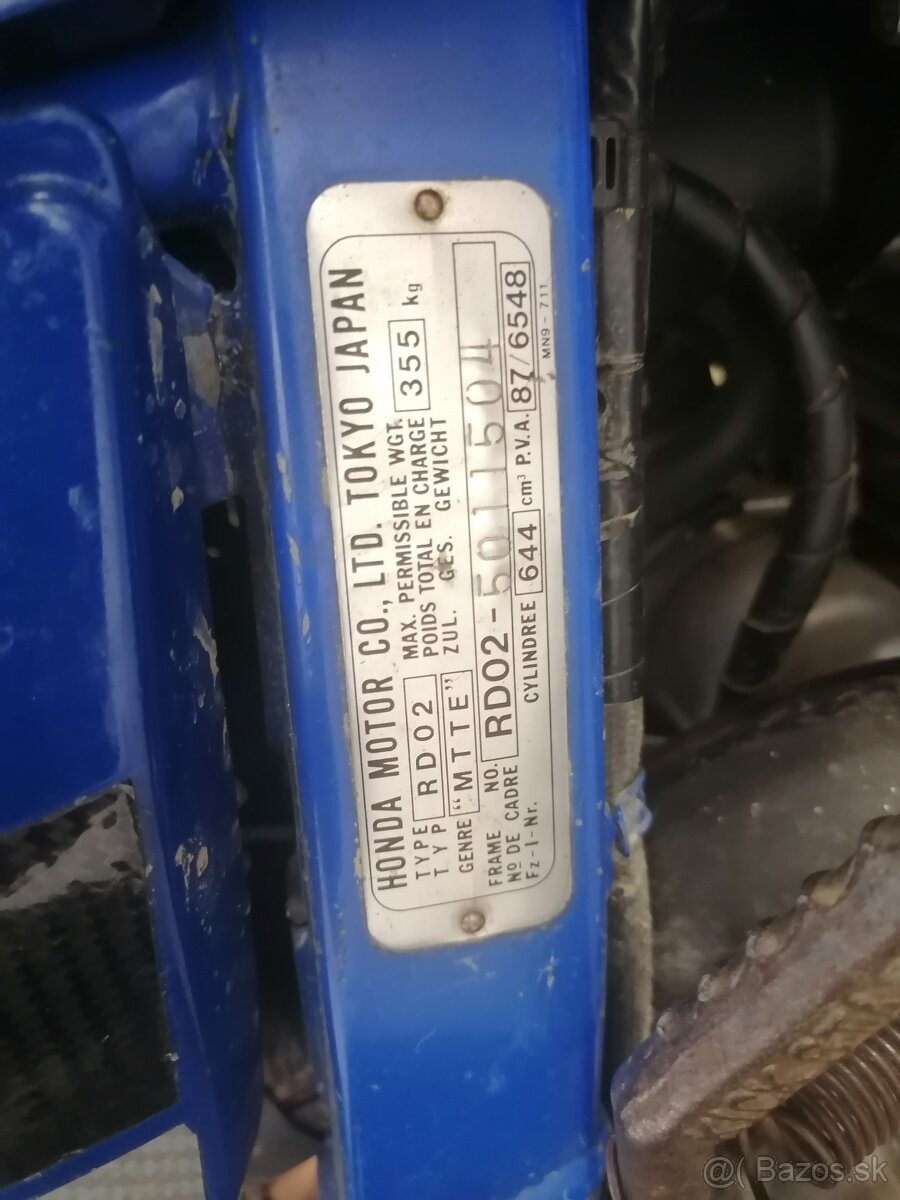 HONDA MOTOR CO., LTD. TOKYO JAPAN
TYPE
TYP
RD02
MAX. PERMISSIBLE WGT.
POIDS TOTAL EN CHARGE
ZUL. GES. GEWICHT
355 kg
GENRE "MTTE"
FRAME NO.
Nº DE CADRE
Fz-I-Nr.
RD02-5011504
CYLINDREE 644 cm³ P.V.A. 87/6548
MN9-711
@( Bazos.sk